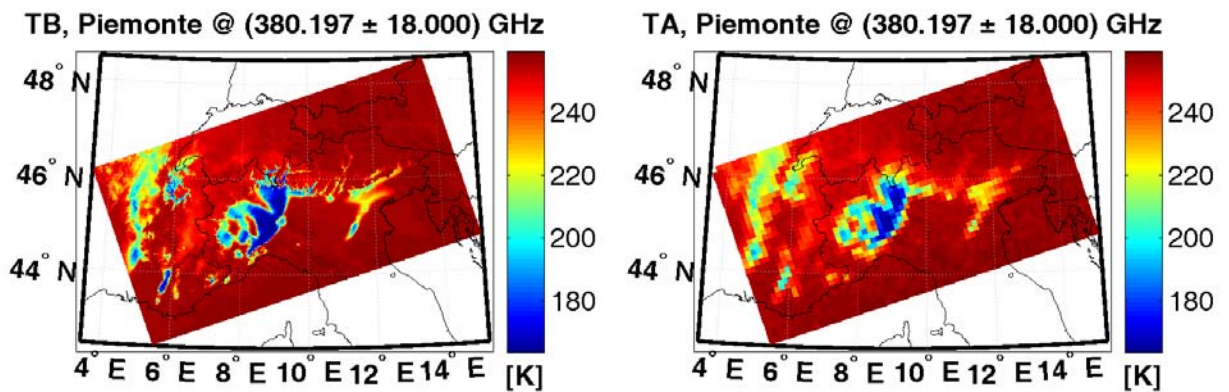 TB, Piemonte @ (380.197 ± 18.000) GHz
48° N
46° N
44° N
4° E 6° E 8° E 10° E 12° E
240
220
200
180
[K]
TA, Piemonte @ (380.197 ± 18.000) GHz
48° N
46° N
44° N
4° E 6° E 8° E 10° E 12° E
240
220
200
180
[K]